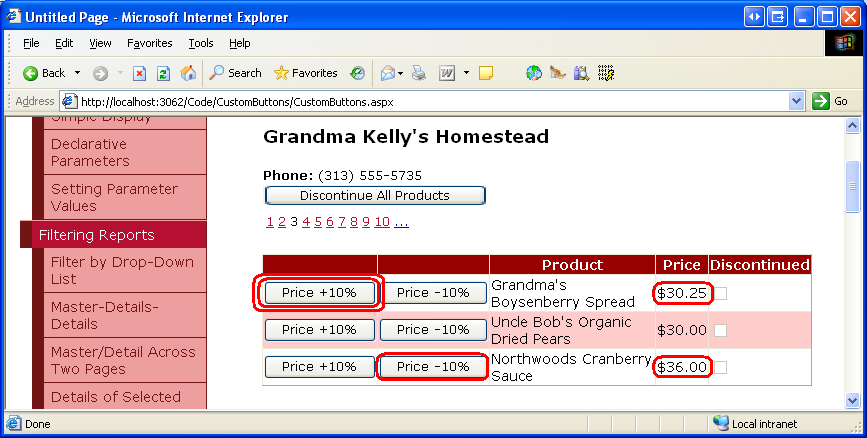 Untitled Page - Microsoft Internet Explorer
File Edit View Favorites Tools Help
Back Search Favorites
Address http://localhost:3062/Code/CustomButtons/CustomButtons.aspx Go
Simple Display
Declarative
Parameters
Setting Parameter
Values
Filtering Reports
Filter by Drop-Down
List
Master-Details-
Details
Master/Detail Across
Two Pages
Details of Selected
Grandma Kelly's Homestead
Phone: (313) 555-5735
Discontinue All Products
1 2 3 4 5 6 7 8 9 10 ...
Product Price Discontinued
Price +10% Price -10% Grandma's
Boysenberry Spread $30.25
Price +10% Price -10% Uncle Bob's Organic
Dried Pears $30.00
Price +10% Price -10% Northwoods Cranberry
Sauce $36.00
Done Local intranet